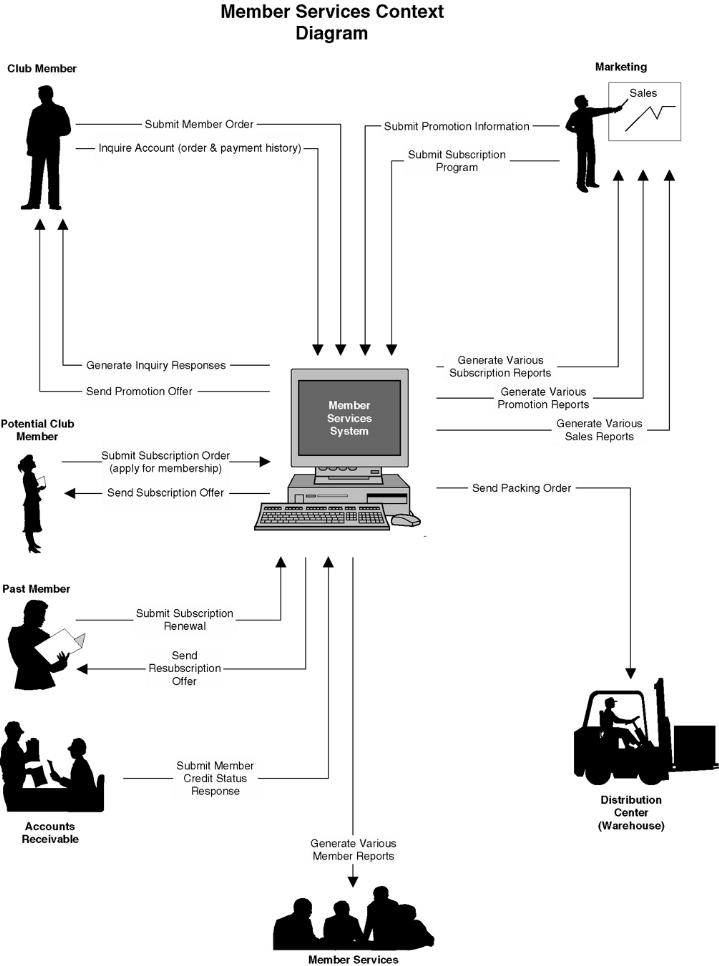 Member Services Context
Diagram
Club Member
Marketing
Sales
Submit Member Order
Submit Promotion Information
Inquire Account (order & payment history)
Submit Subscription
Program
Generate Inquiry Responses
Generate Various
Subscription Reports
Send Promotion Offer
Generate Various
Promotion Reports
Member
Services
System
Generate Various
Sales Reports
Potential Club
Member
Submit Subscription Order
(apply for membership)
Send Subscription Offer
Send Packing Order
Past Member
Submit Subscription
Renewal
Send
Resubscription
Offer
Submit Member
Credit Status
Response
Accounts
Receivable
Distribution
Center
(Warehouse)
Generate Various
Member Reports
Member Services